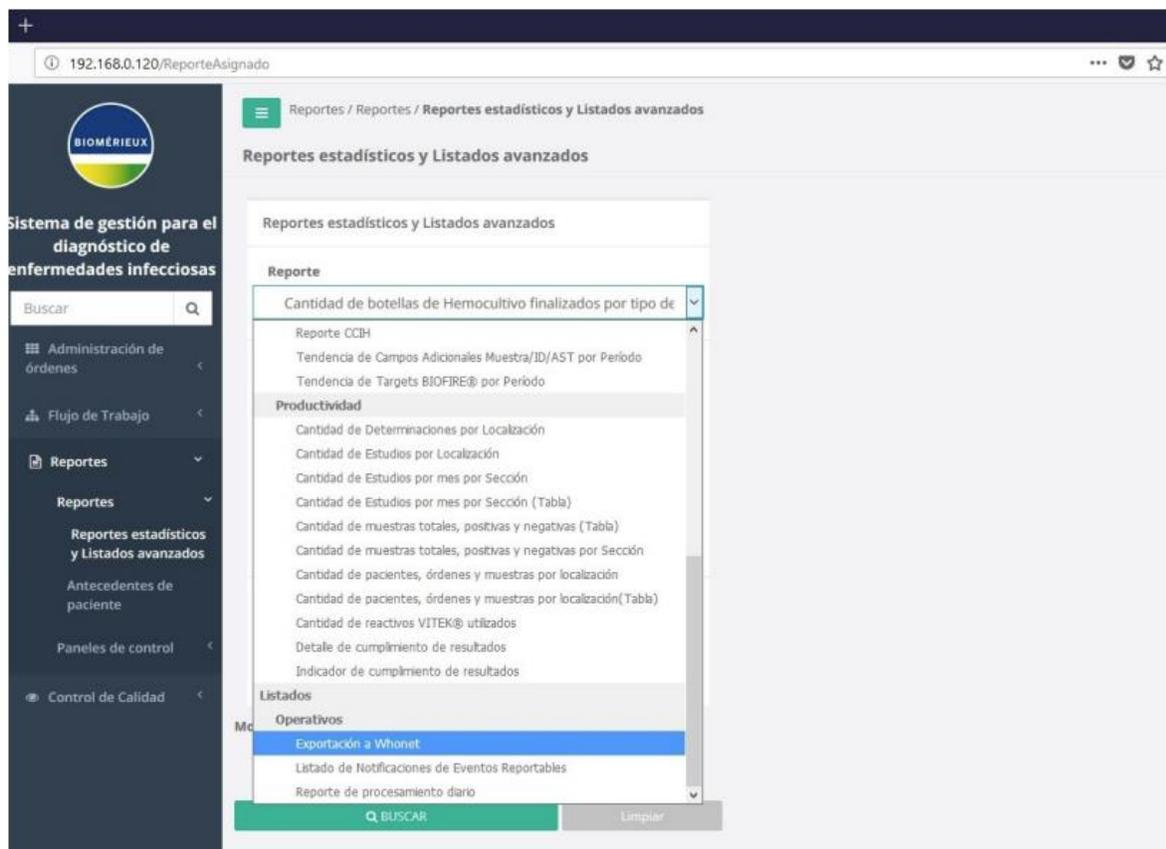 +
192.168.0.120/ReporteAsignado
BIOMÉRIEUX
Sistema de gestión para el
diagnóstico de
enfermedades infecciosas
Buscar
Administración de
órdenes
Flujo de Trabajo
Reportes
Reportes
Reportes estadísticos
y Listados avanzados
Antecedentes de
paciente
Paneles de control
Control de Calidad
Reportes / Reportes / Reportes estadísticos y Listados avanzados
Reportes estadísticos y Listados avanzados
Reportes estadísticos y Listados avanzados
Reporte
Cantidad de botellas de Hemocultivo finalizados por tipo de
Reporte CCIH
Tendencia de Campos Adicionales Muestra/ID/AST por Período
Tendencia de Targets BIOFIRE® por Período
Productividad
Cantidad de Determinaciones por Localización
Cantidad de Estudios por Localización
Cantidad de Estudios por mes por Sección
Cantidad de Estudios por mes por Sección (Tabla)
Cantidad de muestras totales, positivas y negativas (Tabla)
Cantidad de muestras totales, positivas y negativas por Sección
Cantidad de pacientes, órdenes y muestras por localización
Cantidad de pacientes, órdenes y muestras por localización(Tabla)
Cantidad de reactivos VITEK® utilizados
Detalle de cumplimiento de resultados
Indicador de cumplimiento de resultados
Listados
Operativos
Exportación a Whonet
Listado de Notificaciones de Eventos Reportables
Reporte de procesamiento diario
BUSCAR
Limpiar